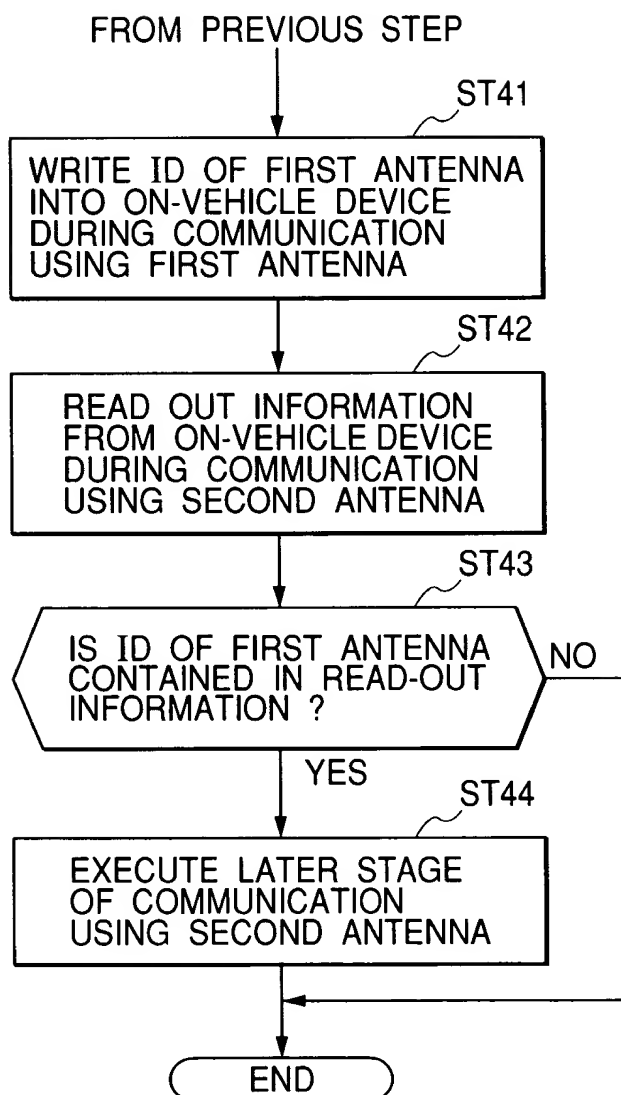 FROM PREVIOUS STEP
ST41
WRITE ID OF FIRST ANTENNA
INTO ON-VEHICLE DEVICE
DURING COMMUNICATION
USING FIRST ANTENNA
ST42
READ OUT INFORMATION
FROM ON-VEHICLE DEVICE
DURING COMMUNICATION
USING SECOND ANTENNA
ST43
IS ID OF FIRST ANTENNA
CONTAINED IN READ-OUT
INFORMATION ?
NO
YES
ST44
EXECUTE LATER STAGE
OF COMMUNICATION
USING SECOND ANTENNA
END